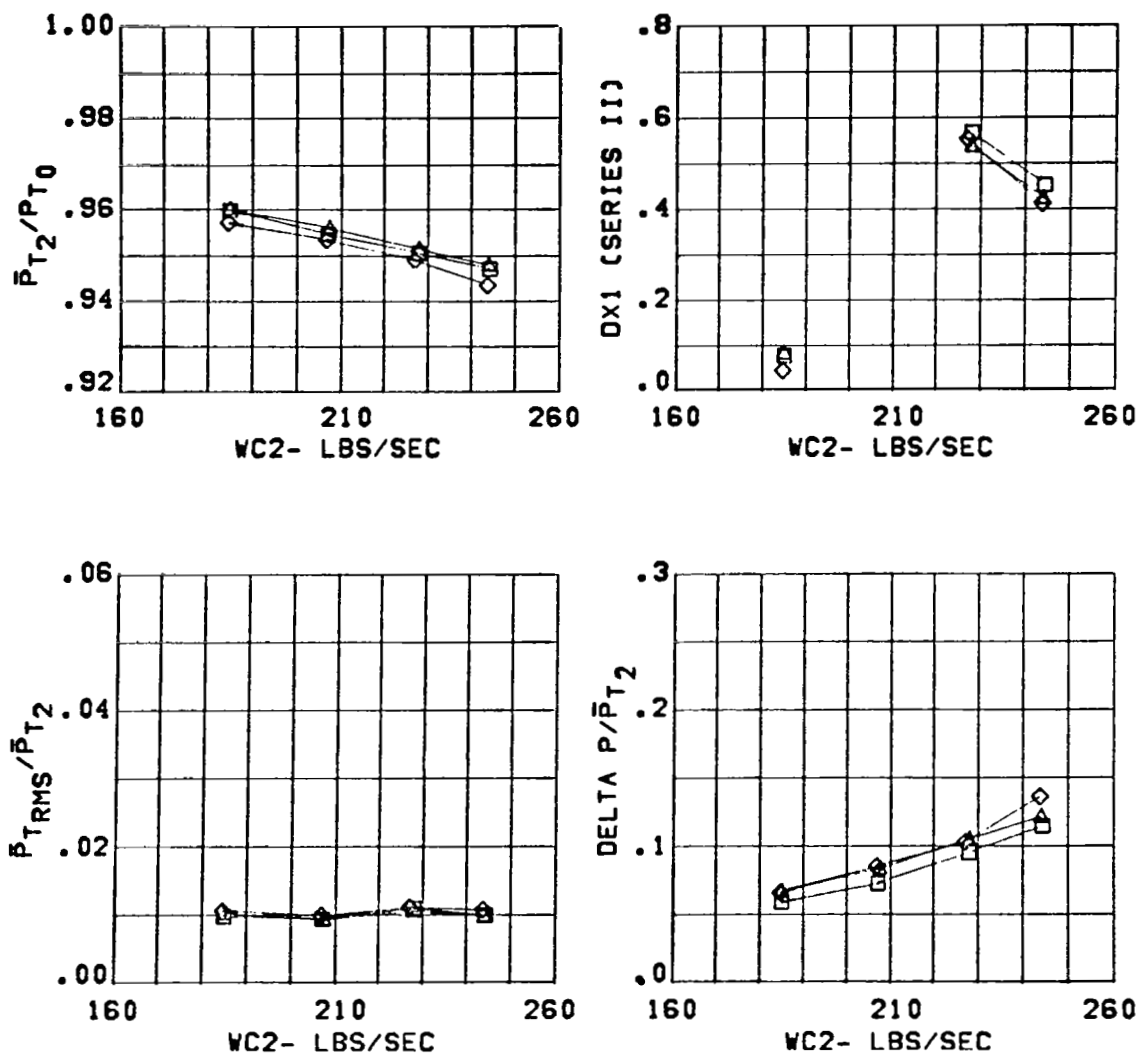 1.00
.98
.96
.94
.92
P̄T2/PT0
160 210 260
WC2- LBS/SEC
.8
.6
.4
.2
.0
DX1 (SERIES II)
160 210 260
WC2- LBS/SEC
.06
.04
.02
.00
P̄TRMS/P̄T2
160 210 260
WC2- LBS/SEC
.3
.2
.1
.0
DELTA P/P̄T2
160 210 260
WC2- LBS/SEC